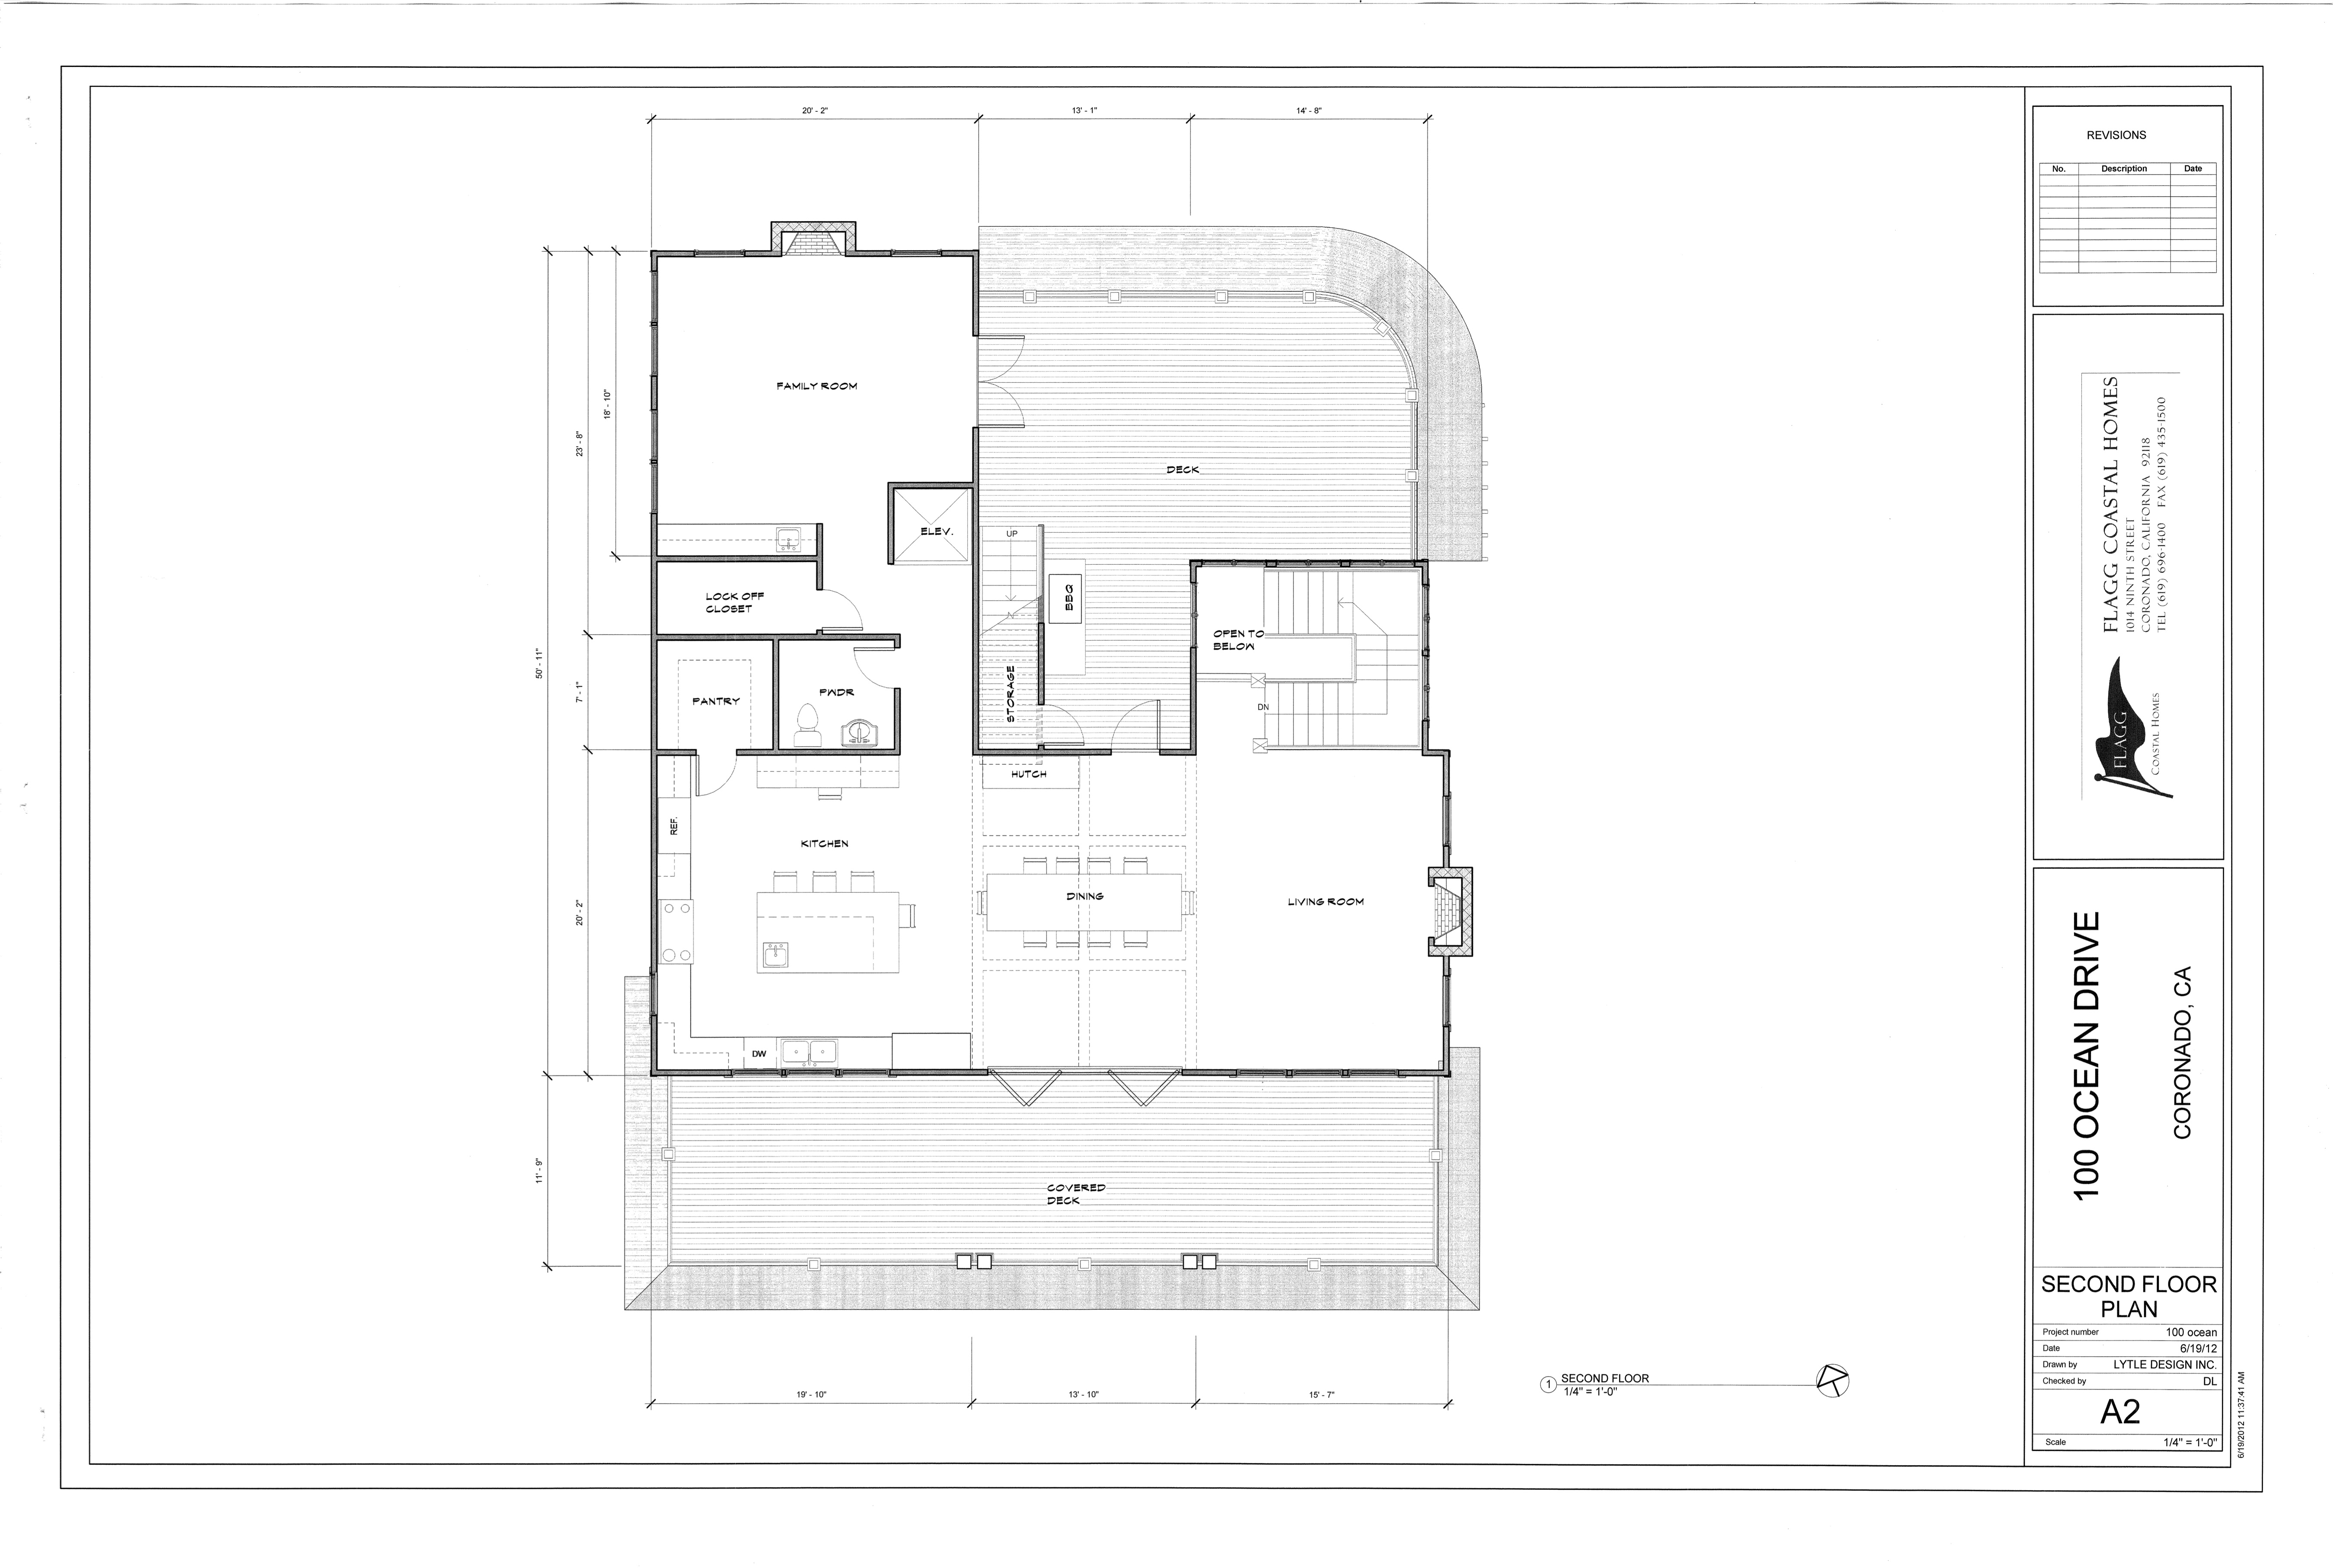 20' - 2"
13' - 1"
14' - 8"
18' - 10"
23' - 8"
50' - 11"
7' - 1"
20' - 2"
11' - 9"
FAMILY ROOM
DECK
ELEV.
UP
BBQ
LOCK OFF
CLOSET
OPEN TO
BELOW
PANTRY
PWDR
STORAGE
DN
HUTCH
REF.
KITCHEN
DINING
LIVING ROOM
DW
COVERED
DECK
19' - 10"
13' - 10"
15' - 7"
1
SECOND FLOOR
1/4" = 1'-0"
REVISIONS
No. Description Date
FLAGG COASTAL HOMES
1014 NINTH STREET
CORONADO, CALIFORNIA 92118
TEL (619) 696-1400 FAX (619) 435-1500
FLAGG
COASTAL HOMES
100 OCEAN DRIVE
CORONADO, CA
SECOND FLOOR
PLAN
Project number 100 ocean
Date 6/19/12
Drawn by LYTLE DESIGN INC.
Checked by DL
A2
Scale 1/4" = 1'-0"
6/19/2012 11:37:41 AM